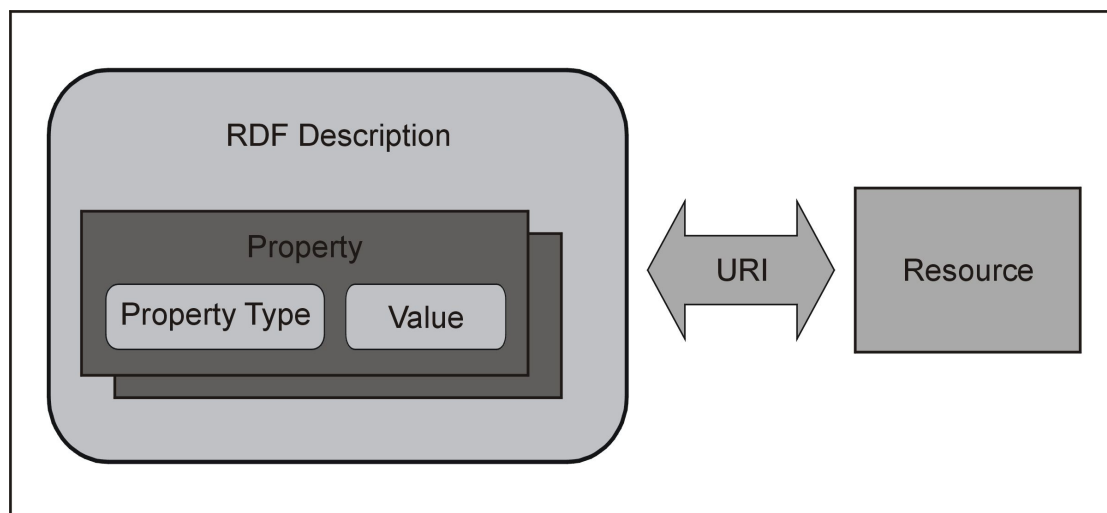 RDF Description
Property
Property Type
Value
URI
Resource